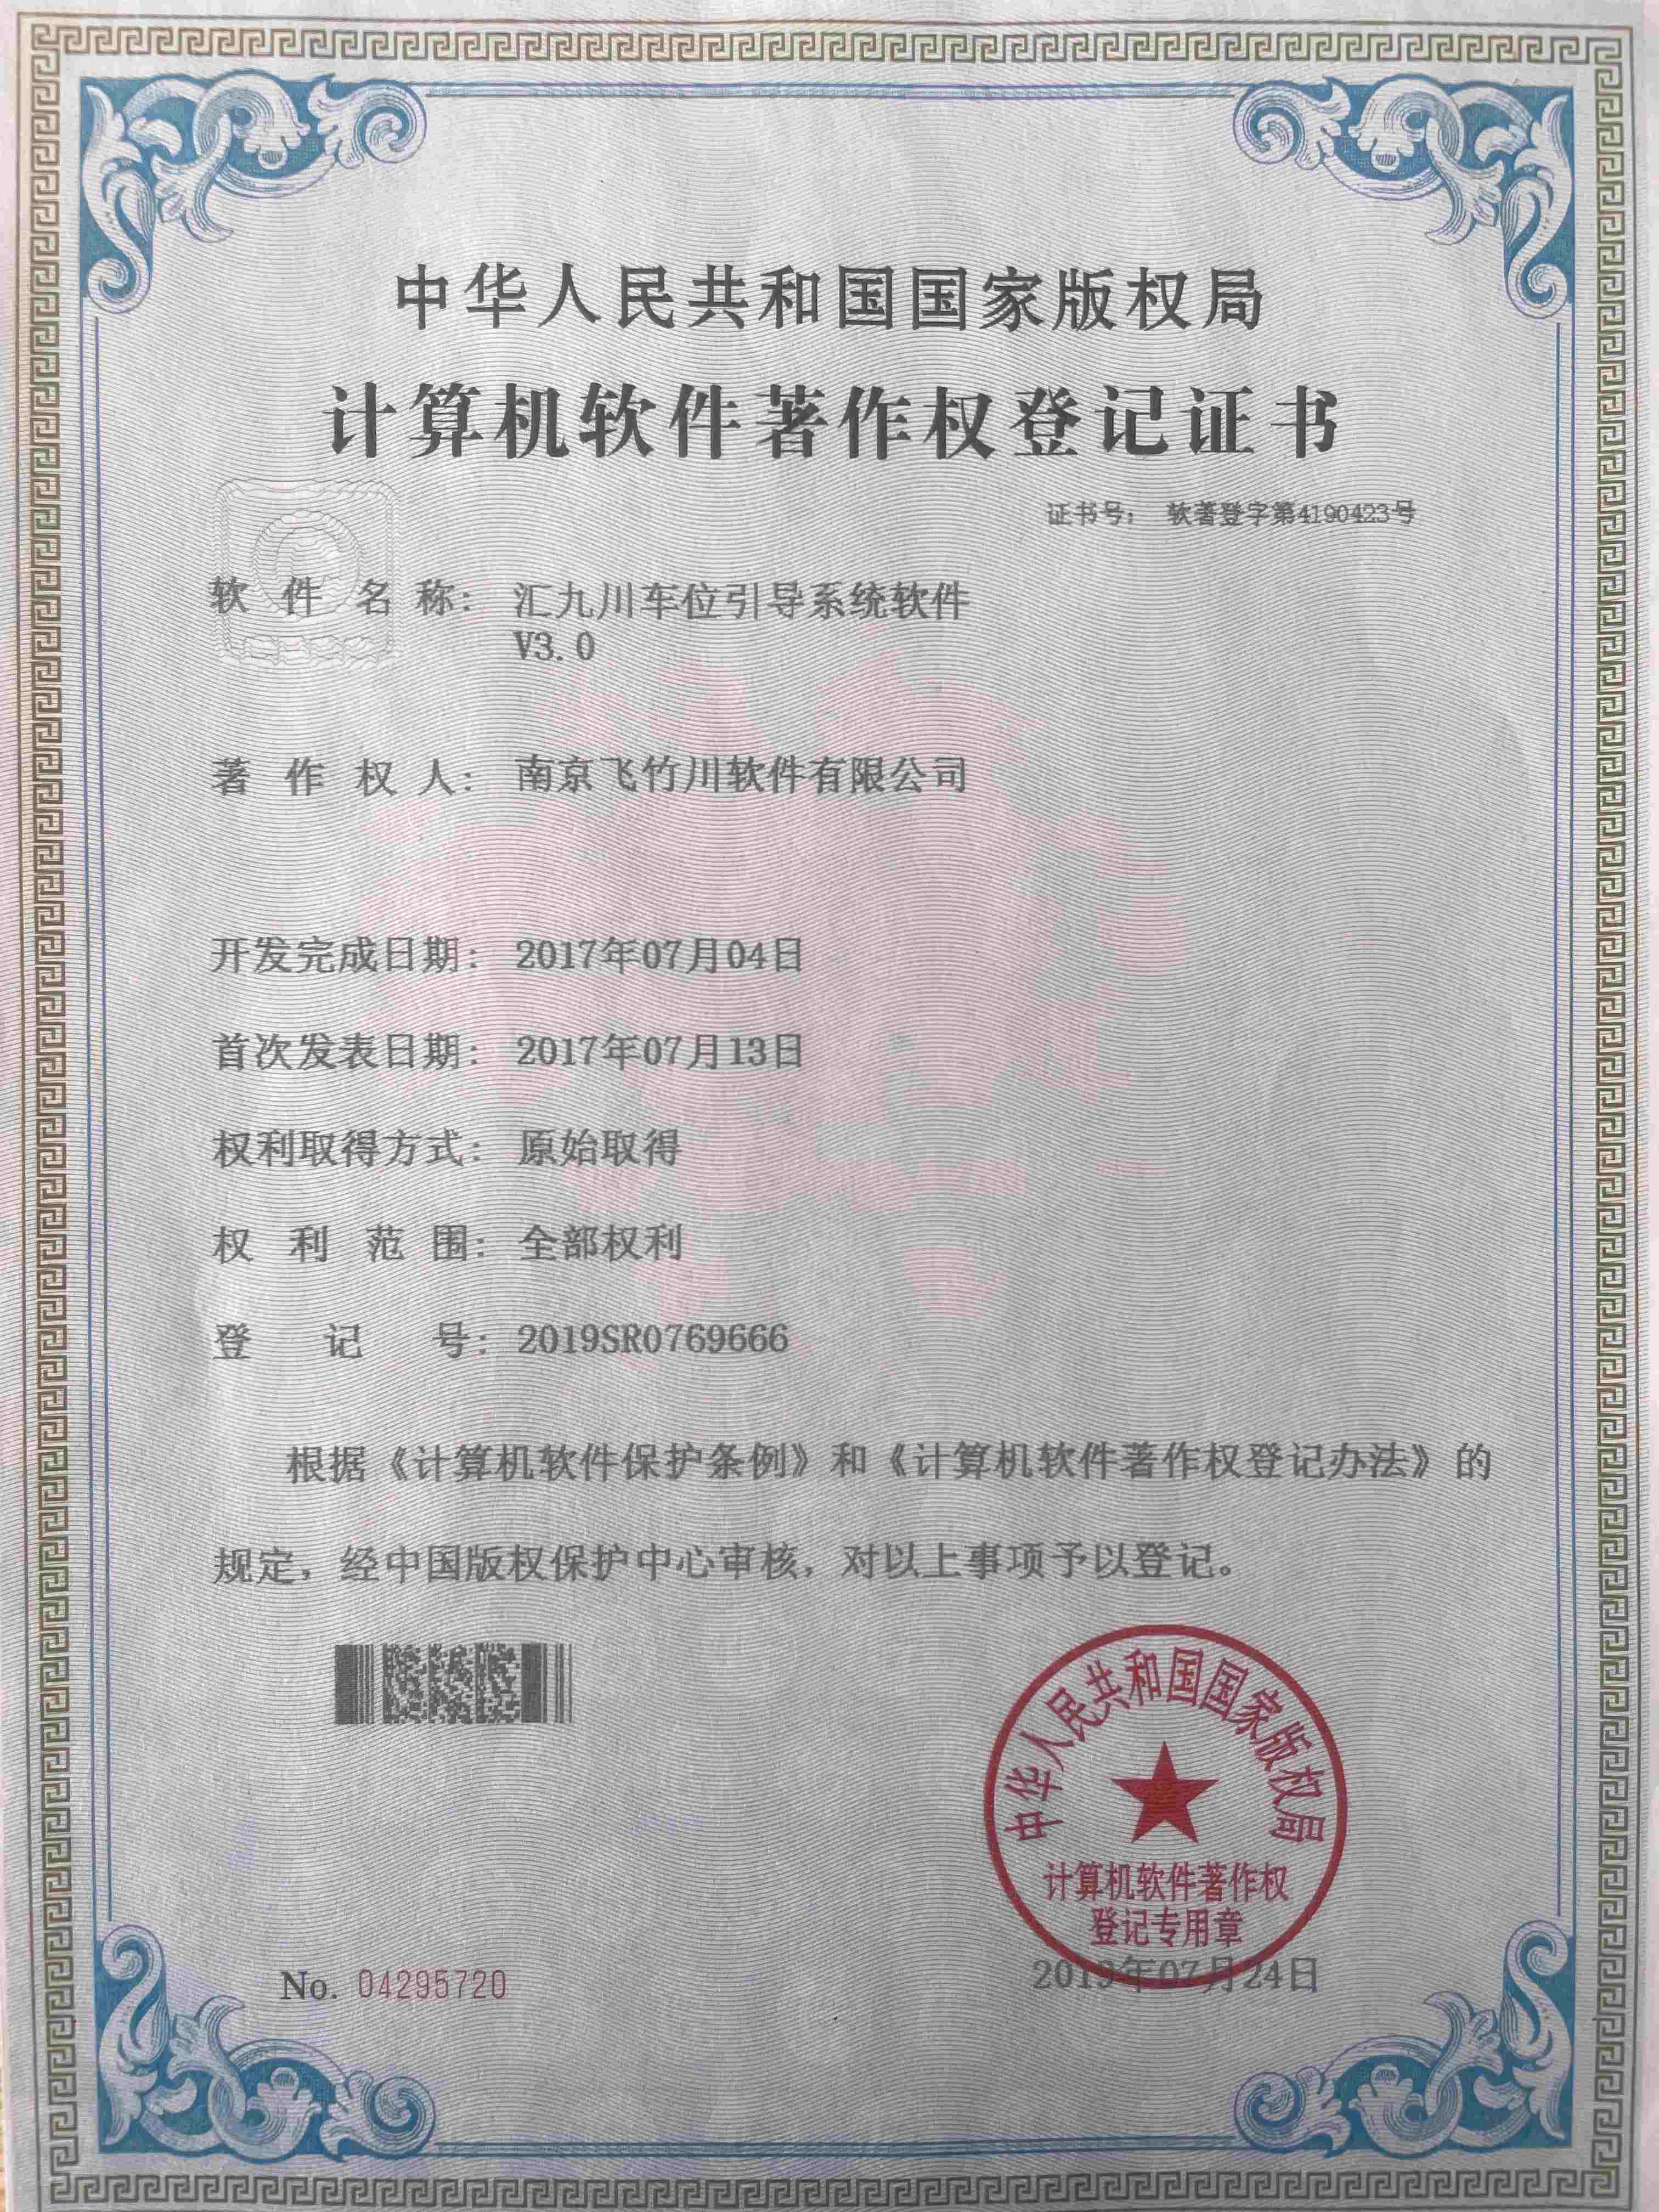 中华人民共和国国家版权局
计算机软件著作权登记证书
证书号： 软著登字第4190423号
软件名称： 汇九川车位引导系统软件
V3.0
著作权人： 南京飞竹川软件有限公司
开发完成日期： 2017年07月04日
首次发表日期： 2017年07月13日
权利取得方式： 原始取得
权利范围： 全部权利
登记号： 2019SR0769666
根据《计算机软件保护条例》和《计算机软件著作权登记办法》的
规定，经中国版权保护中心审核，对以上事项予以登记。
中华人民共和国国家版权局
计算机软件著作权
登记专用章
No. 04295720
2019年07月24日